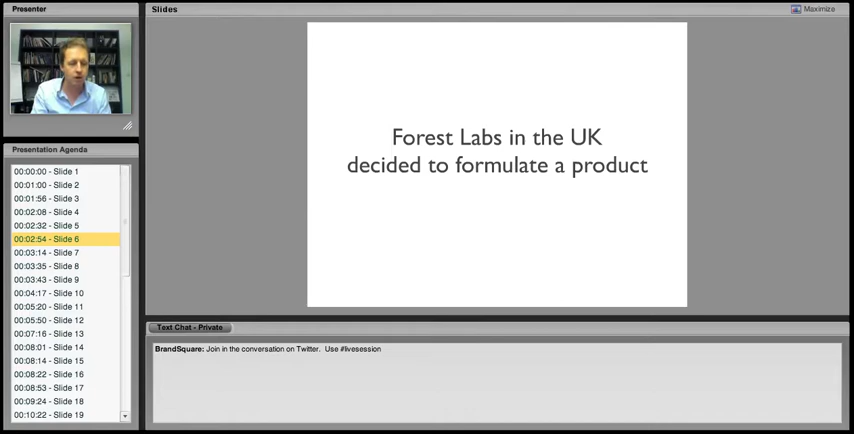 Presenter
Presentation Agenda
00:00:00 - Slide 1
00:01:00 - Slide 2
00:01:56 - Slide 3
00:02:08 - Slide 4
00:02:32 - Slide 5
00:02:54 - Slide 6
00:03:14 - Slide 7
00:03:35 - Slide 8
00:03:43 - Slide 9
00:04:17 - Slide 10
00:05:20 - Slide 11
00:05:50 - Slide 12
00:07:16 - Slide 13
00:08:01 - Slide 14
00:08:14 - Slide 15
00:08:22 - Slide 16
00:08:53 - Slide 17
00:09:24 - Slide 18
00:10:22 - Slide 19
Slides
Maximize
Forest Labs in the UK
decided to formulate a product
Text Chat - Private
BrandSquare: Join in the conversation on Twitter. Use #livesession